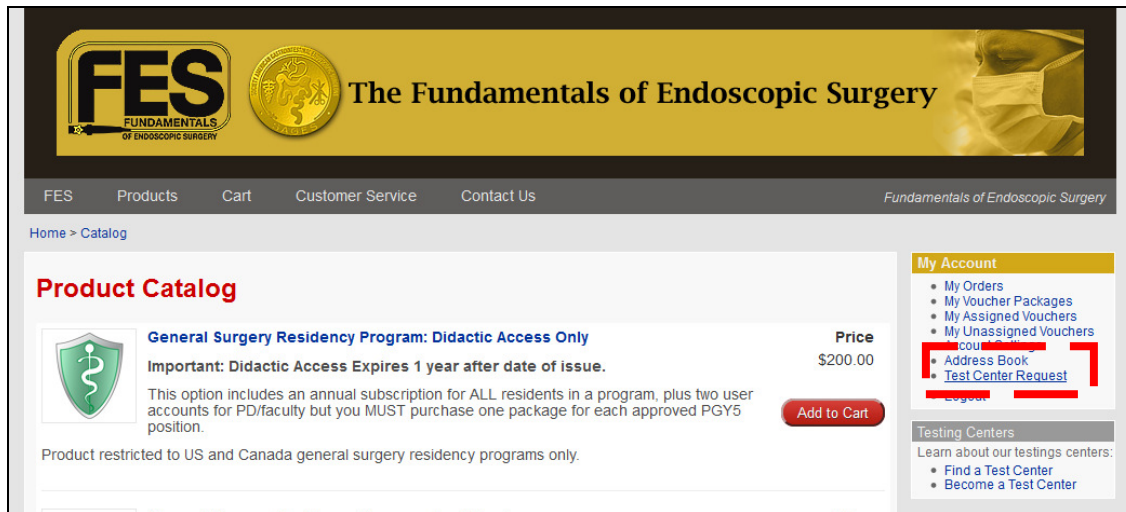 FES
FUNDAMENTALS
OF ENDOSCOPIC SURGERY
SAGES
The Fundamentals of Endoscopic Surgery
FES Products Cart Customer Service Contact Us Fundamentals of Endoscopic Surgery
Home > Catalog
Product Catalog
General Surgery Residency Program: Didactic Access Only
Important: Didactic Access Expires 1 year after date of issue.
This option includes an annual subscription for ALL residents in a program, plus two user
accounts for PD/faculty but you MUST purchase one package for each approved PGY5
position.
Product restricted to US and Canada general surgery residency programs only.
Price
$200.00
Add to Cart
My Account
My Orders
My Voucher Packages
My Assigned Vouchers
My Unassigned Vouchers
Account Settings
Address Book
Test Center Request
Logout
Testing Centers
Learn about our testings centers:
Find a Test Center
Become a Test Center